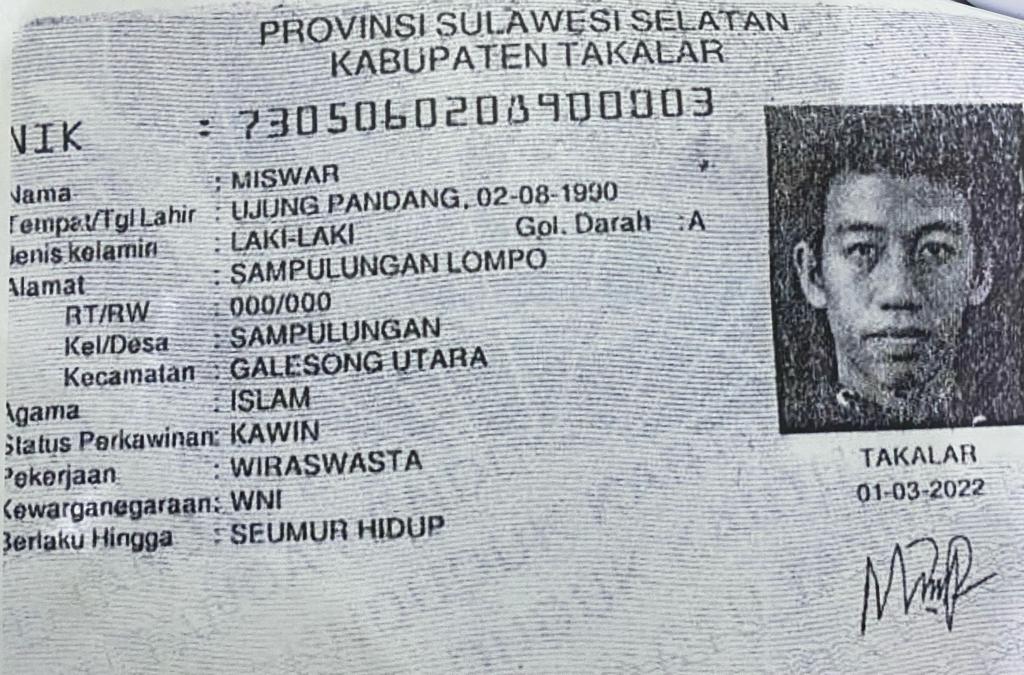 PROVINSI SULAWESI SELATAN
KABUPATEN TAKALAR
NIK : 7305060208900003
Nama : MISWAR
Tempat/Tgl Lahir : UJUNG PANDANG, 02-08-1990
Jenis kelamin : LAKI-LAKI Gol. Darah : A
Alamat : SAMPULUNGAN LOMPO
RT/RW : 000/000
Kel/Desa : SAMPULUNGAN
Kecamatan : GALESONG UTARA
Agama : ISLAM
Status Perkawinan: KAWIN
Pekerjaan : WIRASWASTA
Kewarganegaraan: WNI
Berlaku Hingga : SEUMUR HIDUP
TAKALAR
01-03-2022